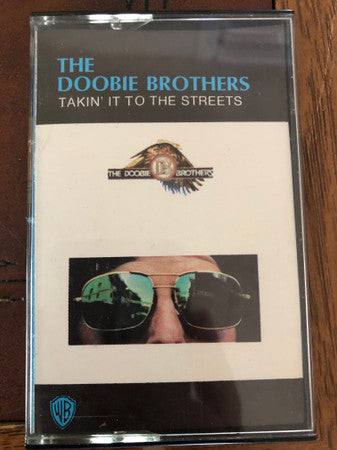 THE
DOOBIE BROTHERS
TAKIN' IT TO THE STREETS
THE DOOBIE BROTHERS
WB